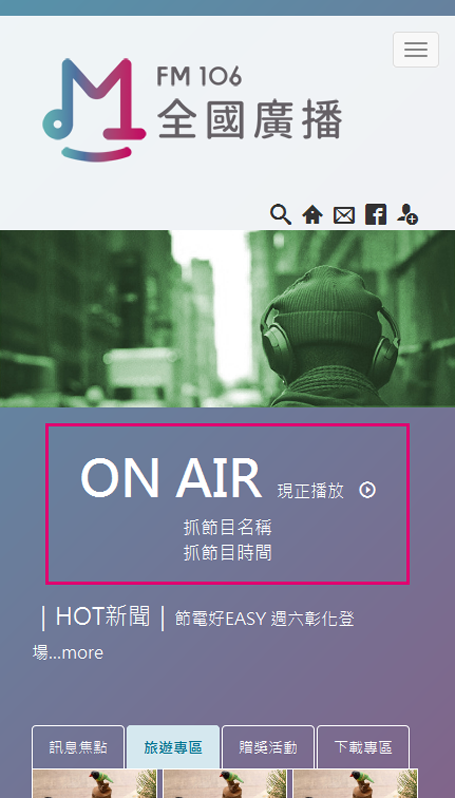 FM 106
全國廣播
ON AIR 現正播放
抓節目名稱
抓節目時間
｜HOT新聞｜節電好EASY 週六彰化登
場...more
訊息焦點 旅遊專區 贈獎活動 下載專區